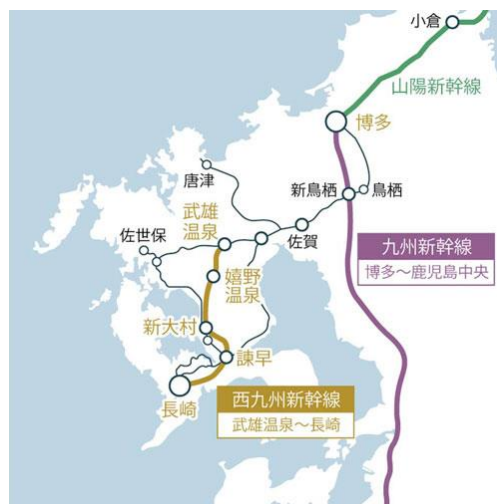 小倉
山陽新幹線
博多
唐津
新鳥栖
鳥栖
武雄
温泉
佐世保
佐賀
九州新幹線
博多～鹿児島中央
嬉野
温泉
新大村
諫早
長崎
西九州新幹線
武雄温泉～長崎